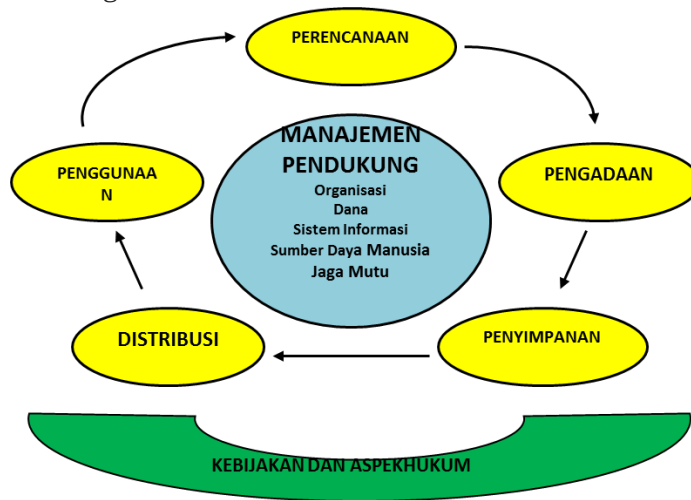 PERENCANAAN
PENGADAAN
PENYIMPANAN
DISTRIBUSI
PENGGUNAA
N
MANAJEMEN
PENDUKUNG
Organisasi
Dana
Sistem Informasi
Sumber Daya Manusia
Jaga Mutu
KEBIJAKAN DAN ASPEKHUKUM